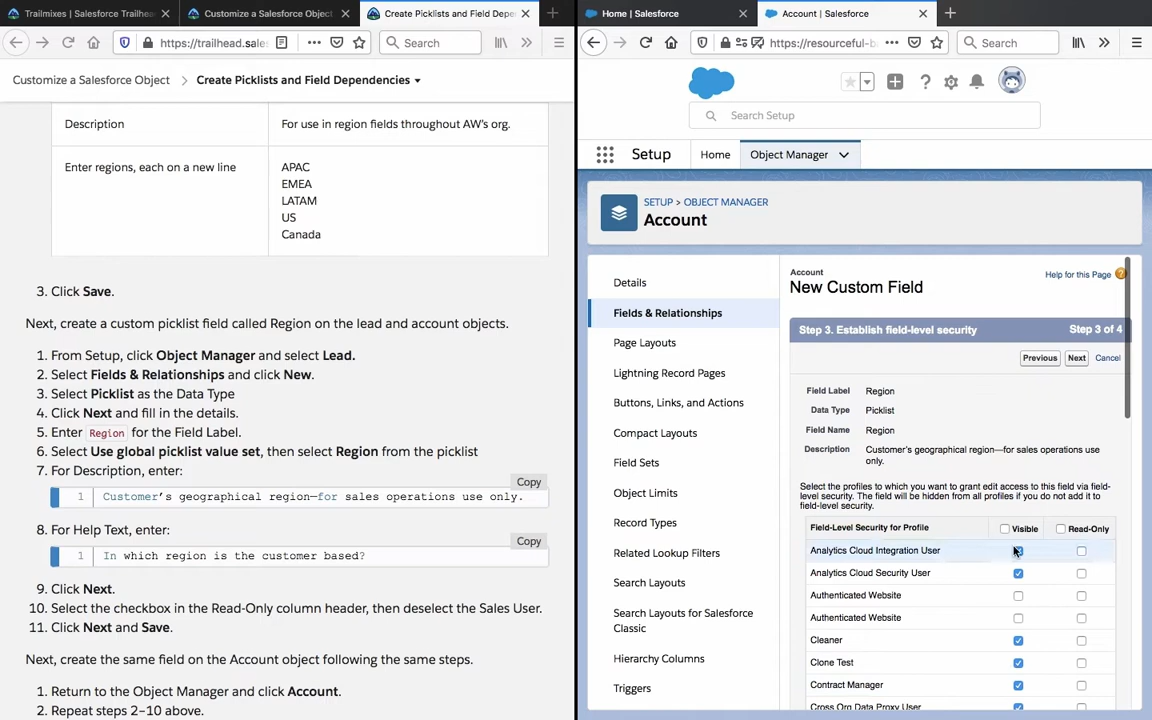 Trailmixes | Salesforce Trailhea
Customize a Salesforce Object
Create Picklists and Field Depen
Home | Salesforce
Account | Salesforce
https://trailhead.sale
Search
https://resourceful-b
Search
Customize a Salesforce Object
Create Picklists and Field Dependencies
Description
For use in region fields throughout AW's org.
Enter regions, each on a new line
APAC
EMEA
LATAM
US
Canada
3. Click Save.
Next, create a custom picklist field called Region on the lead and account objects.
1. From Setup, click Object Manager and select Lead.
2. Select Fields & Relationships and click New.
3. Select Picklist as the Data Type
4. Click Next and fill in the details.
5. Enter Region for the Field Label.
6. Select Use global picklist value set, then select Region from the picklist
7. For Description, enter:
Copy
1 Customer's geographical region—for sales operations use only.
8. For Help Text, enter:
Copy
1 In which region is the customer based?
9. Click Next.
10. Select the checkbox in the Read-Only column header, then deselect the Sales User.
11. Click Next and Save.
Next, create the same field on the Account object following the same steps.
1. Return to the Object Manager and click Account.
2. Repeat steps 2–10 above.
Search Setup
Setup
Home
Object Manager
SETUP > OBJECT MANAGER
Account
Details
Fields & Relationships
Page Layouts
Lightning Record Pages
Buttons, Links, and Actions
Compact Layouts
Field Sets
Object Limits
Record Types
Related Lookup Filters
Search Layouts
Search Layouts for Salesforce
Classic
Hierarchy Columns
Triggers
Account
New Custom Field
Help for this Page
Step 3. Establish field-level security
Step 3 of 4
Previous
Next
Cancel
Field Label Region
Data Type Picklist
Field Name Region
Description Customer's geographical region—for sales operations use
only.
Select the profiles to which you want to grant edit access to this field via field-
level security. The field will be hidden from all profiles if you do not add it to
field-level security.
Field-Level Security for Profile
Visible
Read-Only
Analytics Cloud Integration User
Analytics Cloud Security User
Authenticated Website
Authenticated Website
Cleaner
Clone Test
Contract Manager
Cross Org Data Proxy User